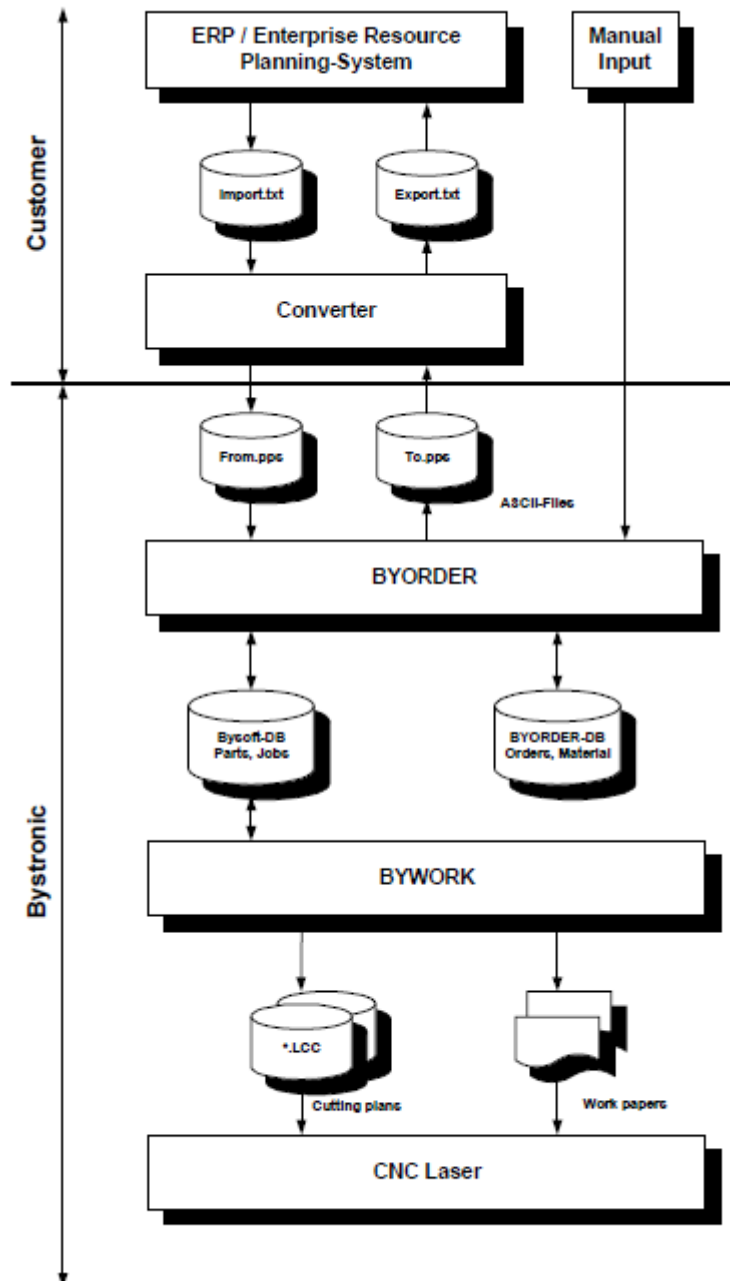 ERP / Enterprise Resource
Planning-System
Manual
Input
Customer
Import.txt
Export.txt
Converter
From.pps
To.pps
ASCII-Files
BYORDER
Bystronic
Bysoft-DB
Parts, Jobs
BYORDER-DB
Orders, Material
BYWORK
*.LCC
Cutting plans
Work papers
CNC Laser